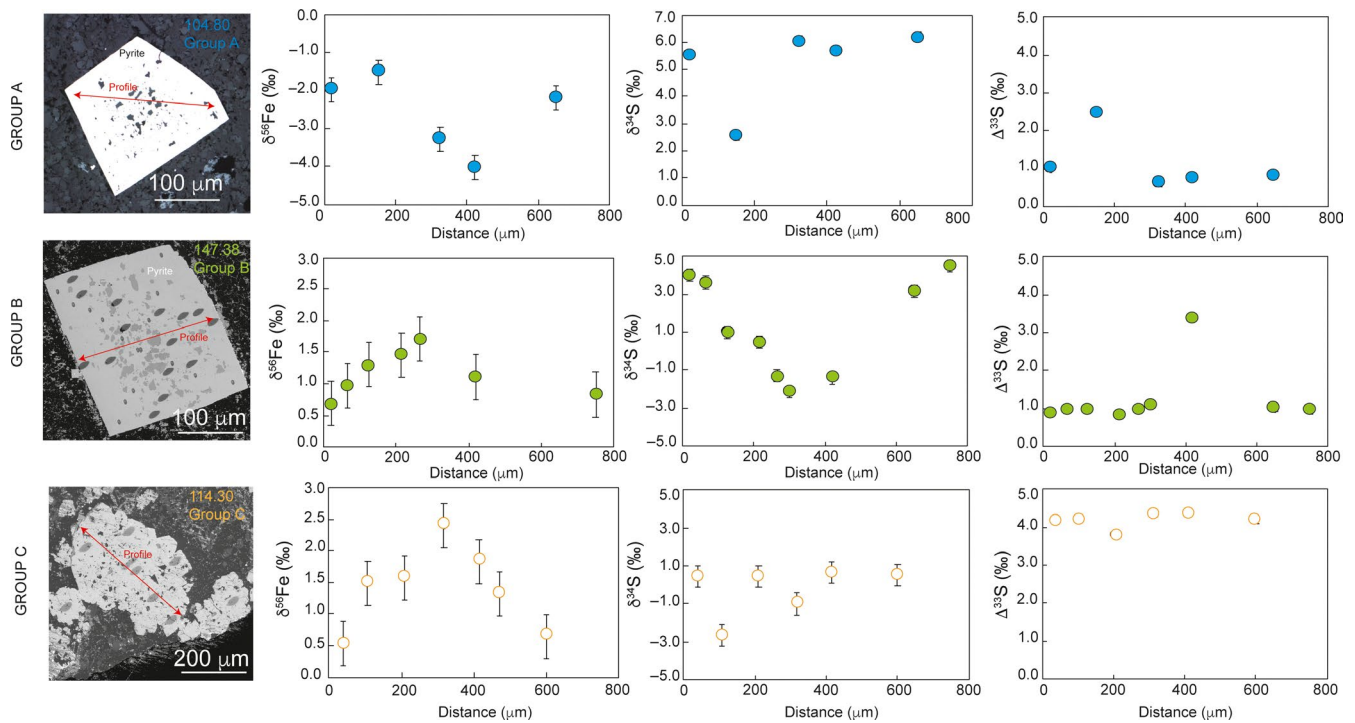 GROUP A
104.80
Group A
Pyrite
Profile
100 μm
δ⁵⁶Fe (‰)
0
−1.0
−2.0
−3.0
−4.0
−5.0
0 200 400 600 800
Distance (μm)
δ³⁴S (‰)
7.0
6.0
5.0
4.0
3.0
2.0
1.0
0.0
0 200 400 600 800
Distance (μm)
Δ³³S (‰)
5.0
4.0
3.0
2.0
1.0
0.0
0 200 400 600 800
Distance (μm)
GROUP B
147.38
Group B
Pyrite
Profile
100 μm
δ⁵⁶Fe (‰)
3.0
2.5
2.0
1.5
1.0
0.5
0.0
0 200 400 600 800
Distance (μm)
δ³⁴S (‰)
5.0
3.0
1.0
−1.0
−3.0
−5.0
0 200 400 600 800
Distance (μm)
Δ³³S (‰)
5.0
4.0
3.0
2.0
1.0
0.0
0 200 400 600 800
Distance (μm)
GROUP C
114.30
Group C
Profile
200 μm
δ⁵⁶Fe (‰)
3.0
2.5
2.0
1.5
1.0
0.5
0.0
0 200 400 600 800
Distance (μm)
δ³⁴S (‰)
5.0
3.0
1.0
−1.0
−3.0
−5.0
0 200 400 600 800
Distance (μm)
Δ³³S (‰)
5.0
4.0
3.0
2.0
1.0
0.0
0 200 400 600 800
Distance (μm)